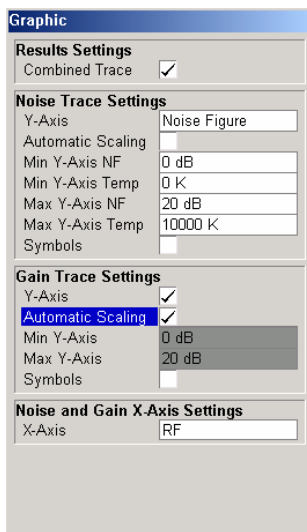 Graphic
Results Settings
Combined Trace
Noise Trace Settings
Y-Axis Noise Figure
Automatic Scaling
Min Y-Axis NF 0 dB
Min Y-Axis Temp 0 K
Max Y-Axis NF 20 dB
Max Y-Axis Temp 10000 K
Symbols
Gain Trace Settings
Y-Axis
Automatic Scaling
Min Y-Axis 0 dB
Max Y-Axis 20 dB
Symbols
Noise and Gain X-Axis Settings
X-Axis RF